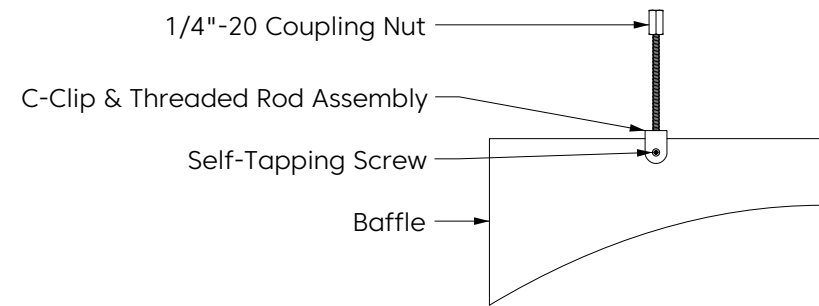 1/4"-20 Coupling Nut
C-Clip & Threaded Rod Assembly
Self-Tapping Screw
Baffle